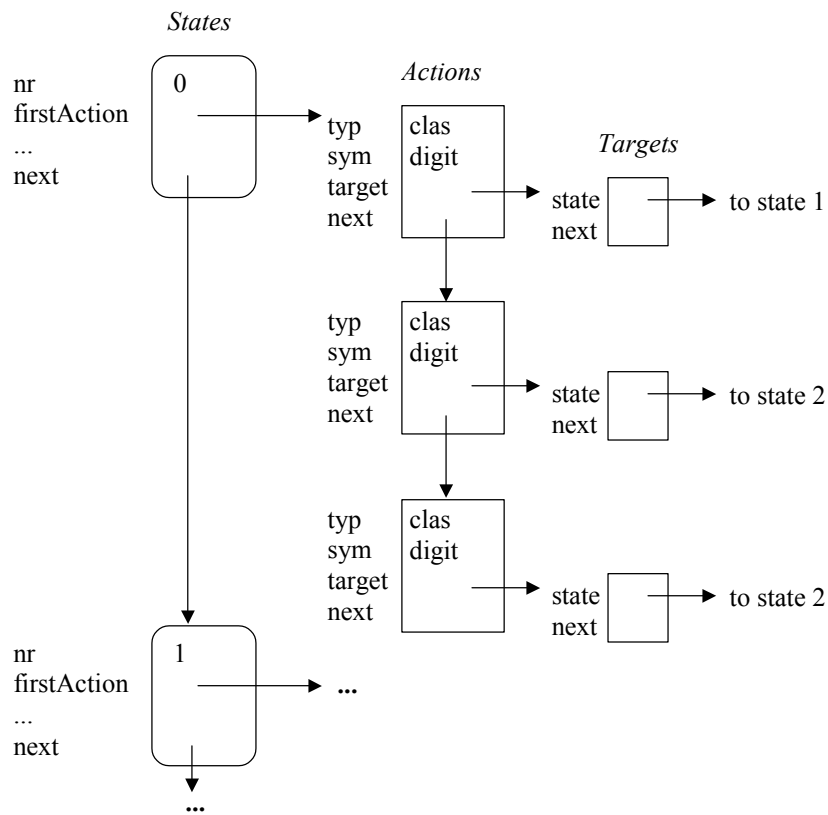 States
nr
firstAction
...
next
0
Actions
typ
sym
target
next
clas
digit
Targets
state
next
to state 1
typ
sym
target
next
clas
digit
state
next
to state 2
typ
sym
target
next
clas
digit
state
next
to state 2
nr
firstAction
...
next
1
...
...